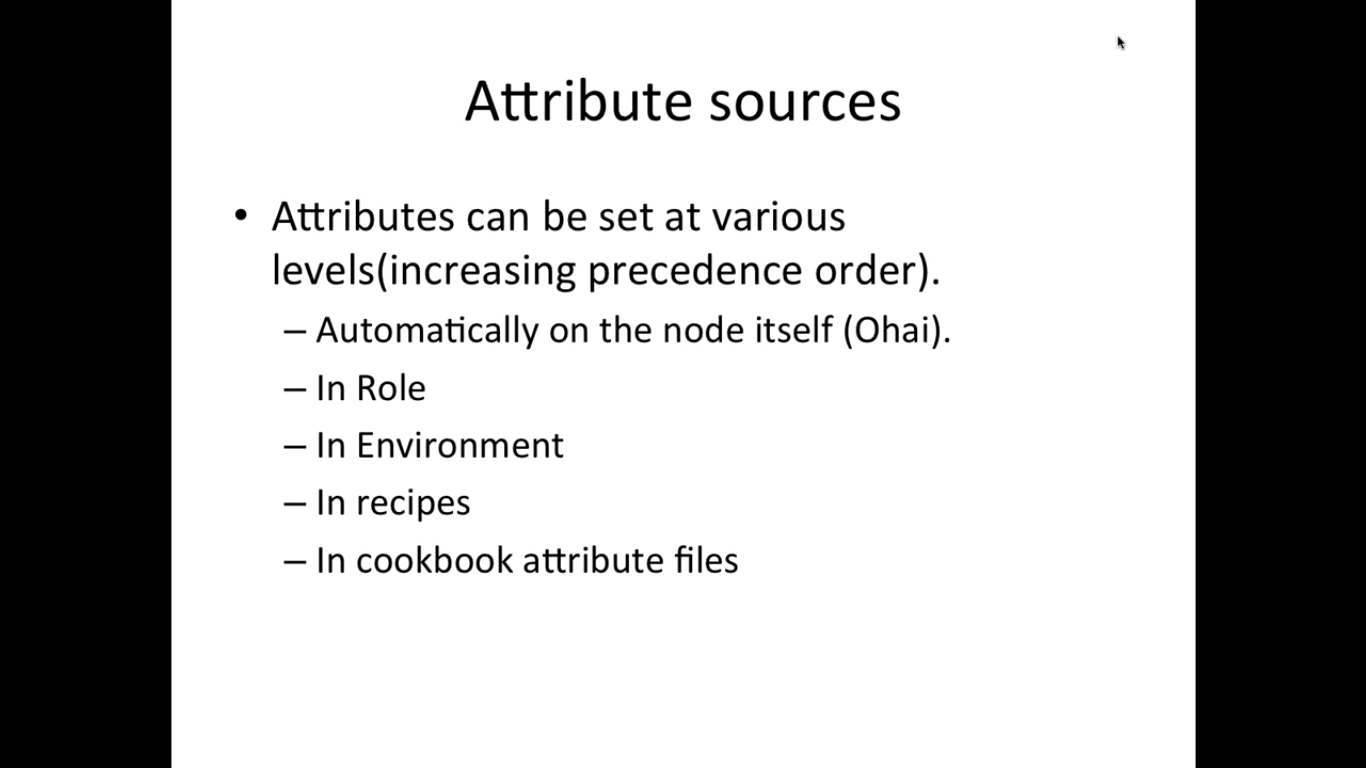 Attribute sources
• Attributes can be set at various
levels(increasing precedence order).
– Automatically on the node itself (Ohai).
– In Role
– In Environment
– In recipes
– In cookbook attribute files